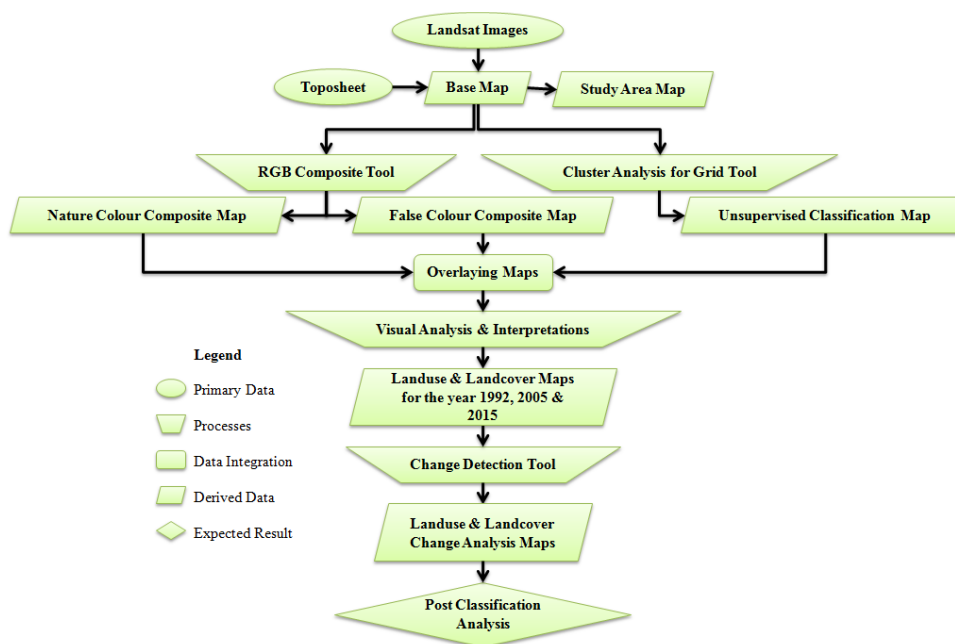 Landsat Images
Toposheet
Base Map
Study Area Map
RGB Composite Tool
Cluster Analysis for Grid Tool
Nature Colour Composite Map
False Colour Composite Map
Unsupervised Classification Map
Overlaying Maps
Visual Analysis & Interpretations
Landuse & Landcover Maps
for the year 1992, 2005 &
2015
Change Detection Tool
Landuse & Landcover
Change Analysis Maps
Post Classification
Analysis
Legend
Primary Data
Processes
Data Integration
Derived Data
Expected Result